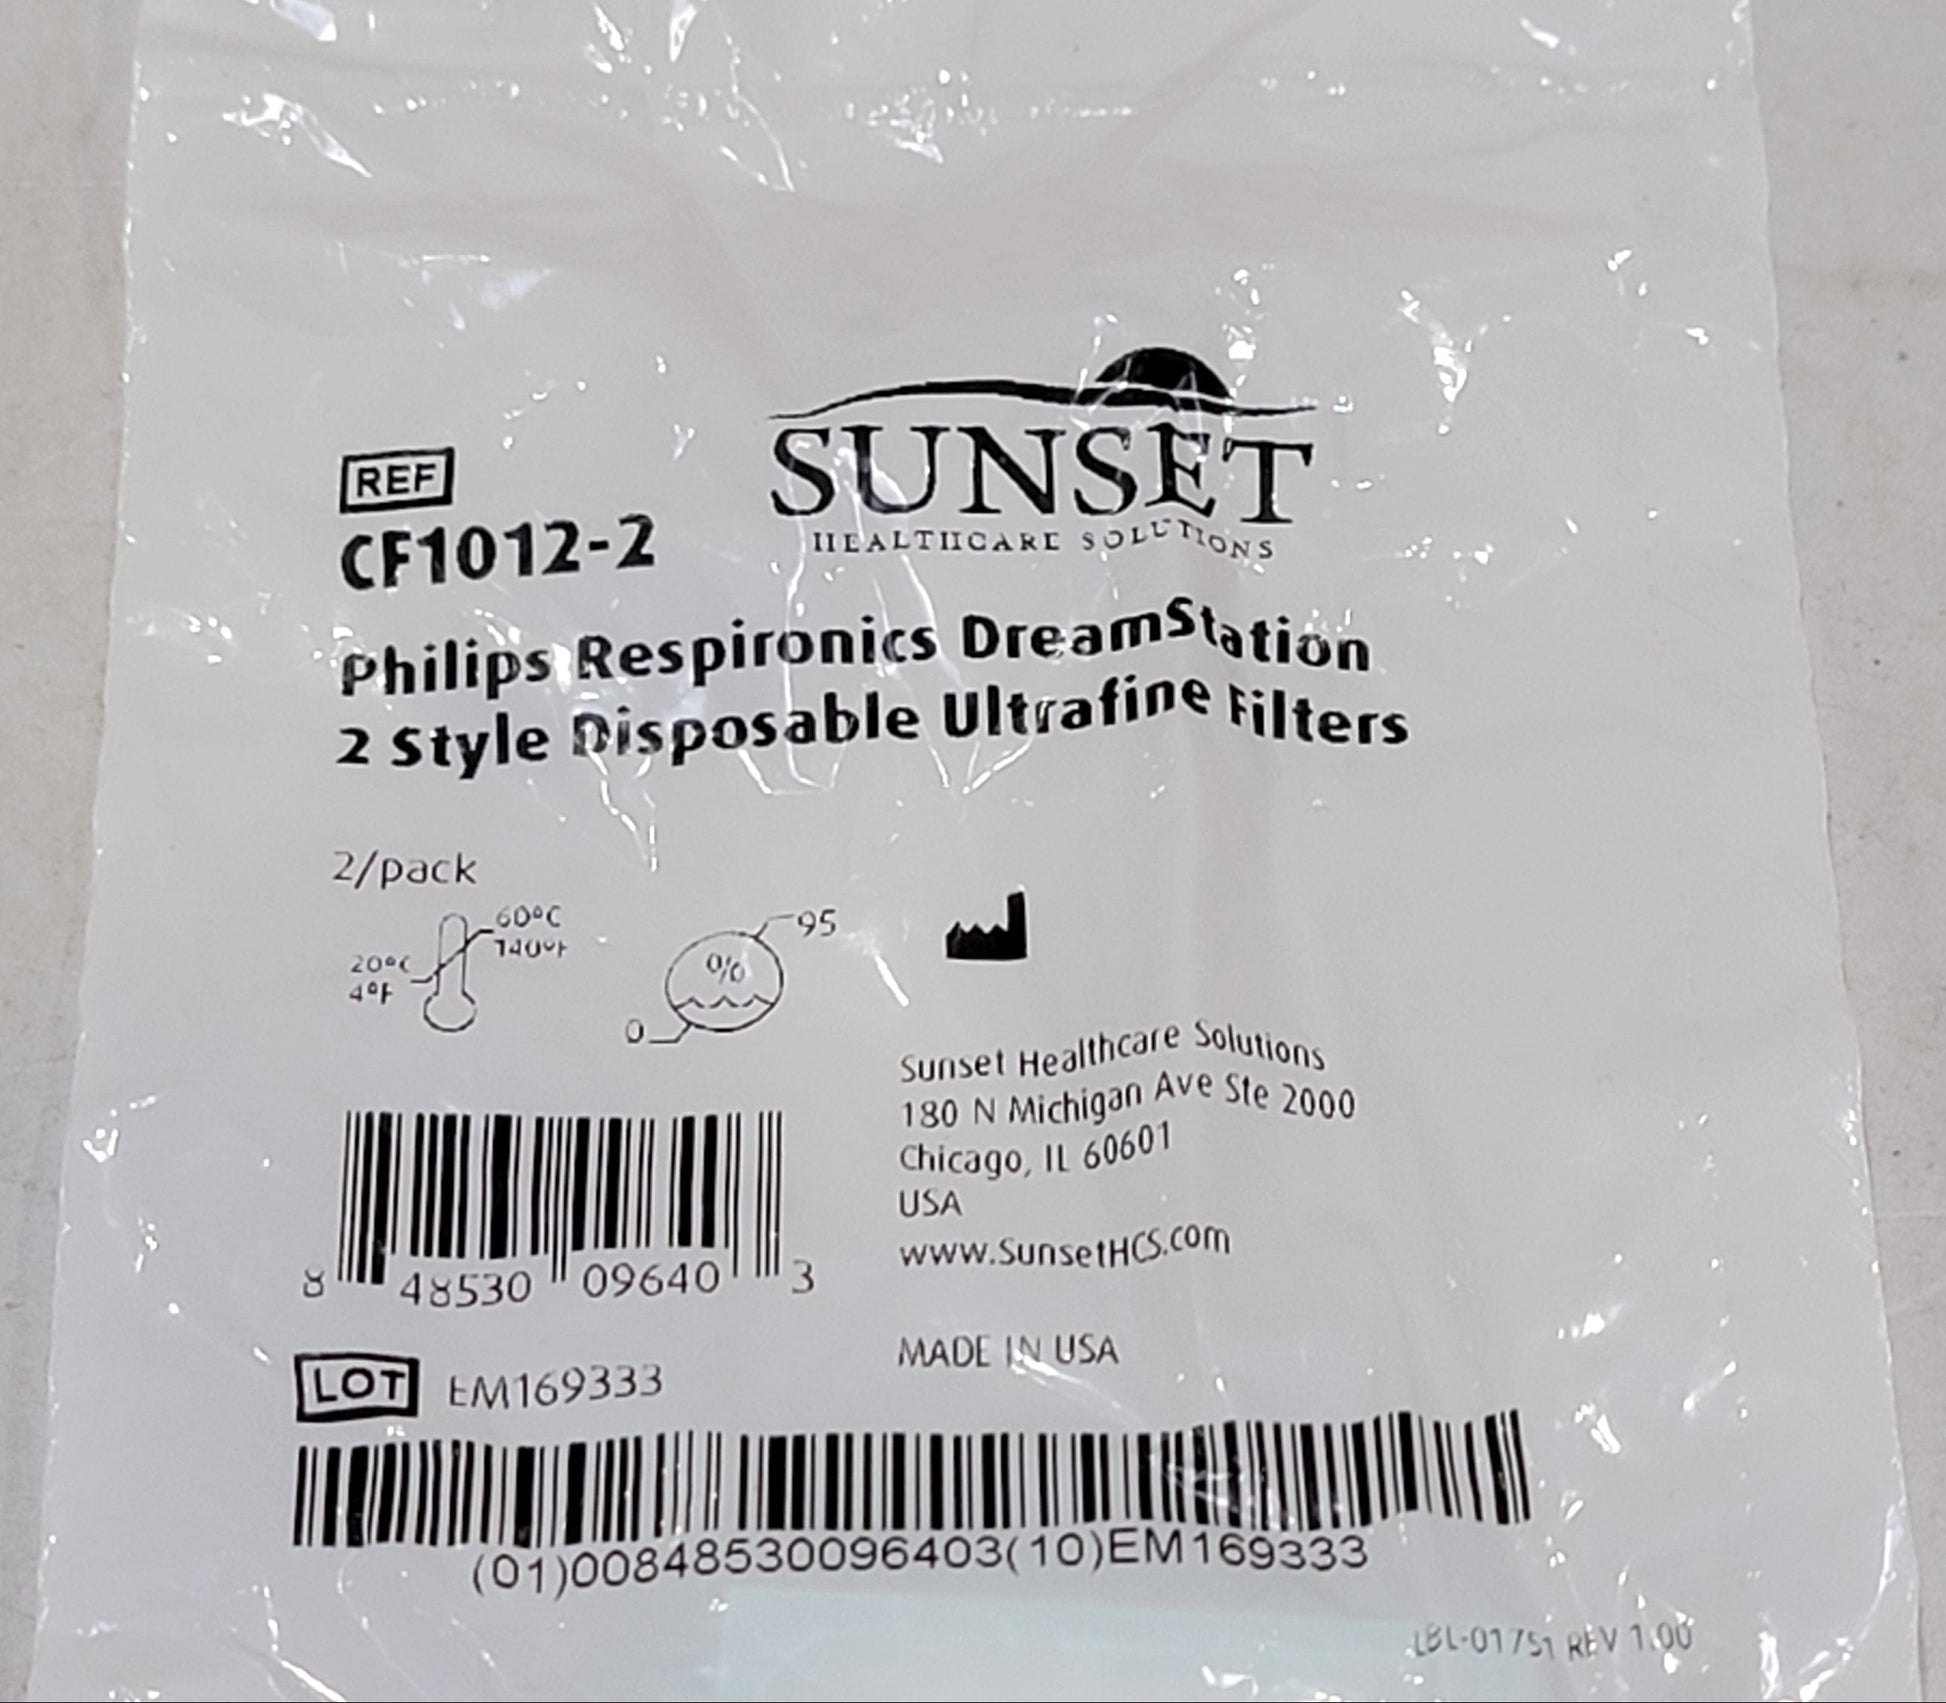 SUNSET
HEALTHCARE SOLUTIONS
REF
CF1012-2
Philips Respironics DreamStation
2 Style Disposable Ultrafine Filters
2/pack
60°C
140°F
20°C
4°F
95
%
0
Sunset Healthcare Solutions
180 N Michigan Ave Ste 2000
Chicago, IL 60601
USA
www.SunsetHCS.com
8 48530 09640 3
MADE IN USA
LOT EM169333
(01)00848530096403(10)EM169333
LBL-01751 REV 1.00